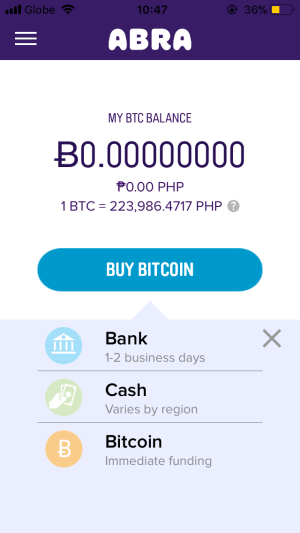 Globe 10:47 36%
ABRA
MY BTC BALANCE
Ƀ0.00000000
₱0.00 PHP
1 BTC = 223,986.4717 PHP ?
BUY BITCOIN
Bank
1-2 business days
Cash
Varies by region
Bitcoin
Immediate funding